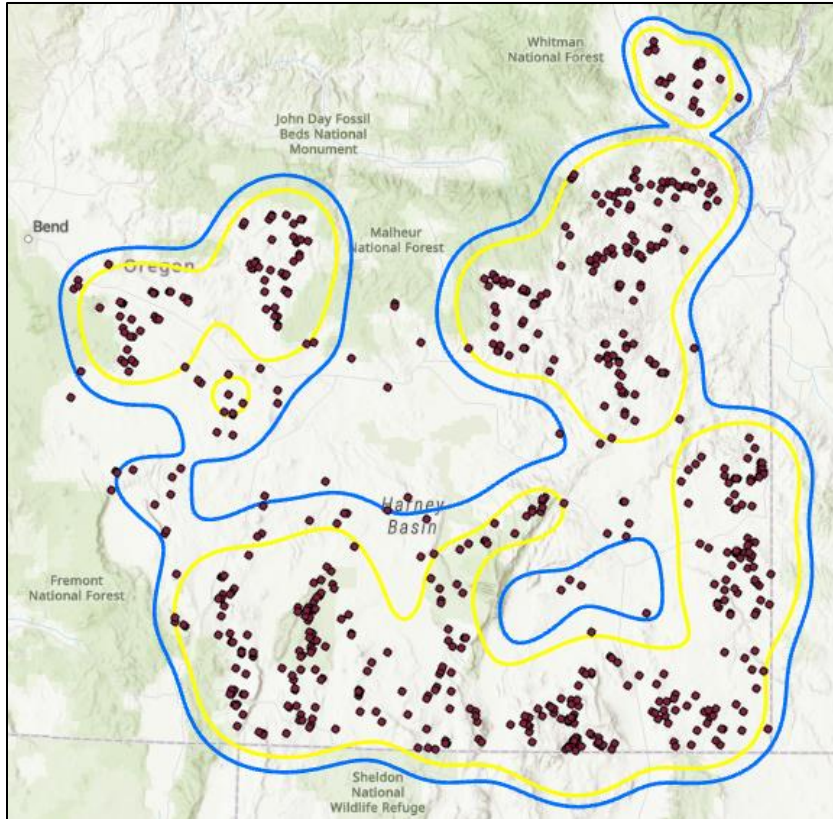 Whitman
National Forest
John Day Fossil
Beds National
Monument
Bend
Malheur
National Forest
Oregon
Harney
Basin
Fremont
National Forest
Sheldon
National
Wildlife Refuge